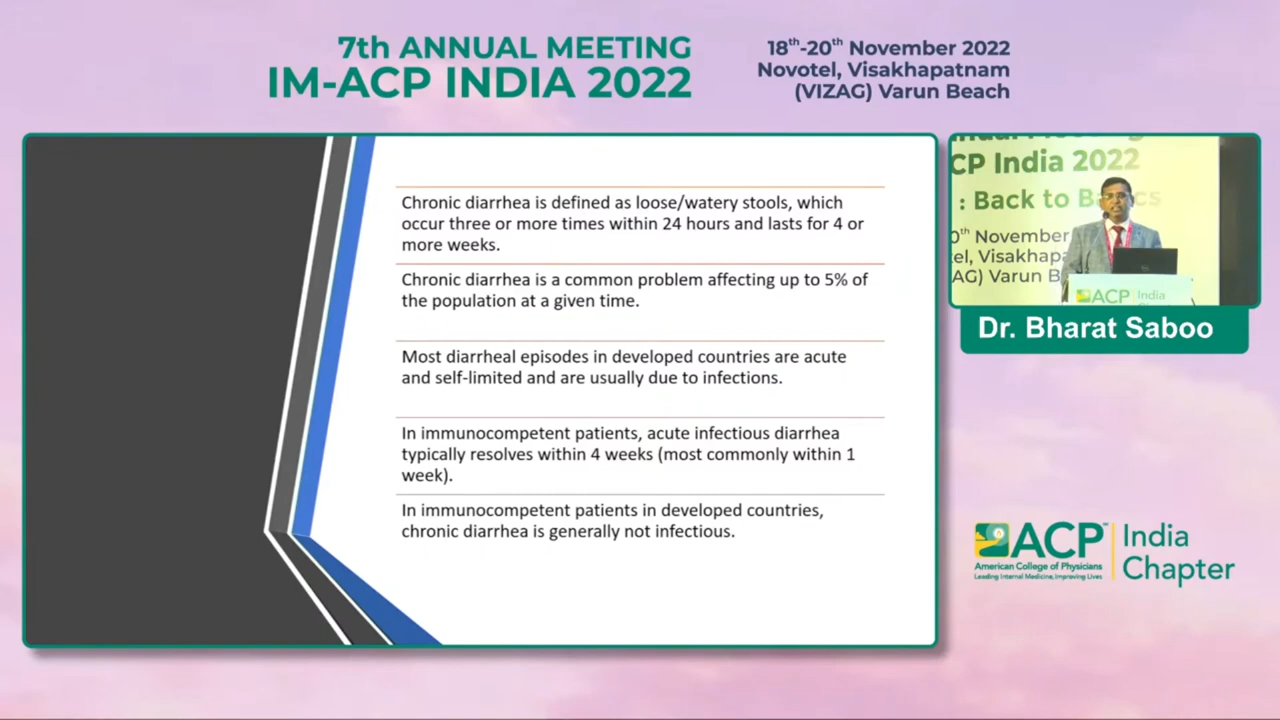 7th ANNUAL MEETING
IM-ACP INDIA 2022
18th-20th November 2022
Novotel, Visakhapatnam
(VIZAG) Varun Beach
Chronic diarrhea is defined as loose/watery stools, which
occur three or more times within 24 hours and lasts for 4 or
more weeks.
Chronic diarrhea is a common problem affecting up to 5% of
the population at a given time.
Most diarrheal episodes in developed countries are acute
and self-limited and are usually due to infections.
In immunocompetent patients, acute infectious diarrhea
typically resolves within 4 weeks (most commonly within 1
week).
In immunocompetent patients in developed countries,
chronic diarrhea is generally not infectious.
CP India 2022
: Back to B cs
0th November
el, Visakhapa
AG) Varun B
ACP India
Dr. Bharat Saboo
ACP™
American College of Physicians
Leading Internal Medicine, Improving Lives
India
Chapter